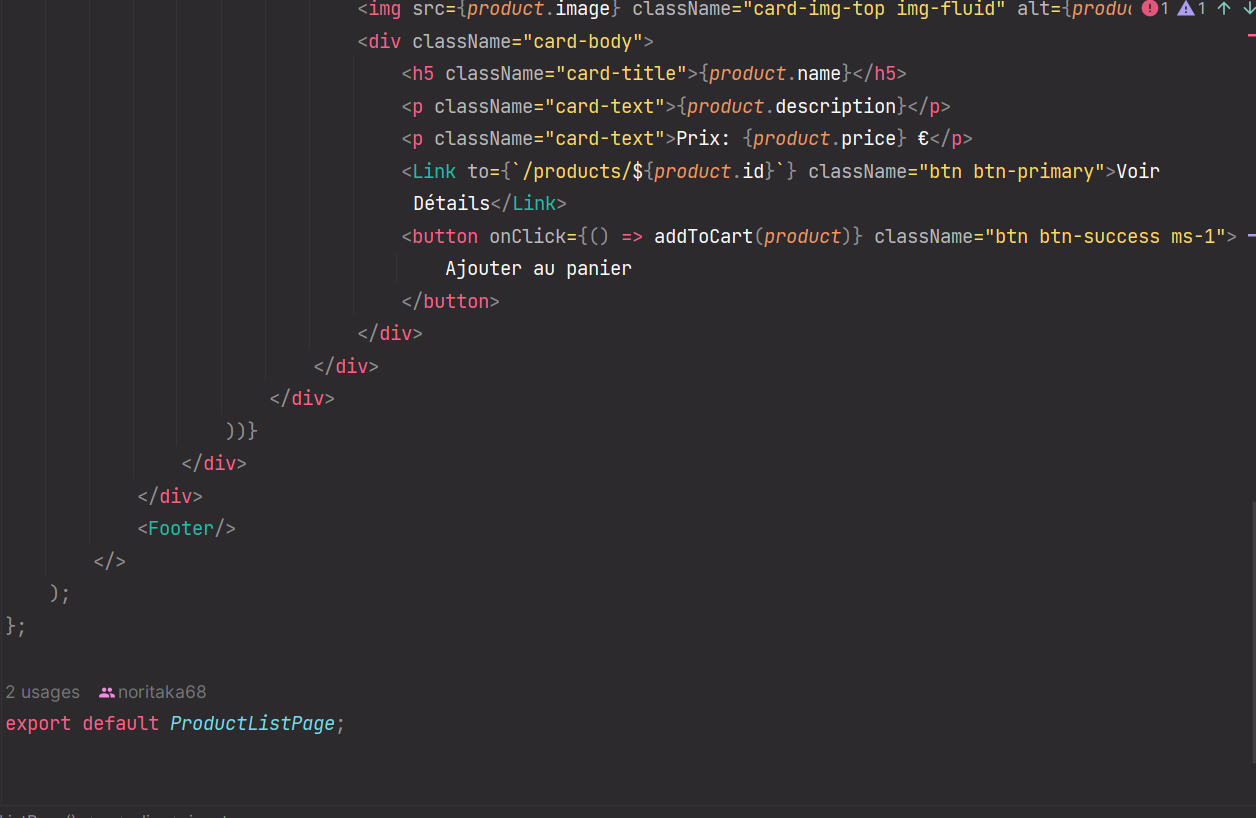 <img src={product.image} className="card-img-top img-fluid" alt={produ 1 1
<div className="card-body">
<h5 className="card-title">{product.name}</h5>
<p className="card-text">{product.description}</p>
<p className="card-text">Prix: {product.price} €</p>
<Link to={`/products/${product.id}`} className="btn btn-primary">Voir
Détails</Link>
<button onClick={() => addToCart(product)} className="btn btn-success ms-1">
Ajouter au panier
</button>
</div>
</div>
</div>
))}
</div>
</div>
<Footer/>
</>
);
};
2 usages noritaka68
export default ProductListPage;